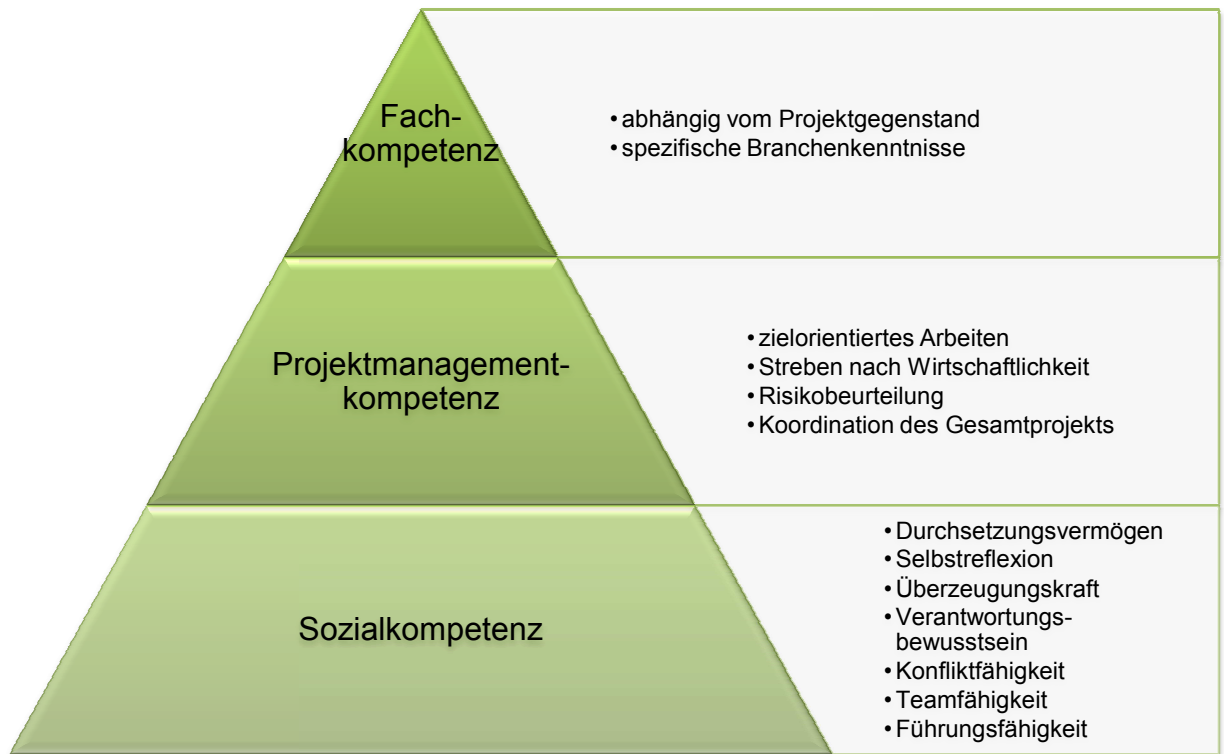 Fach-
kompetenz
• abhängig vom Projektgegenstand
• spezifische Branchenkenntnisse
Projektmanagement-
kompetenz
• zielorientiertes Arbeiten
• Streben nach Wirtschaftlichkeit
• Risikobeurteilung
• Koordination des Gesamtprojekts
Sozialkompetenz
• Durchsetzungsvermögen
• Selbstreflexion
• Überzeugungskraft
• Verantwortungs-
bewusstsein
• Konfliktfähigkeit
• Teamfähigkeit
• Führungsfähigkeit